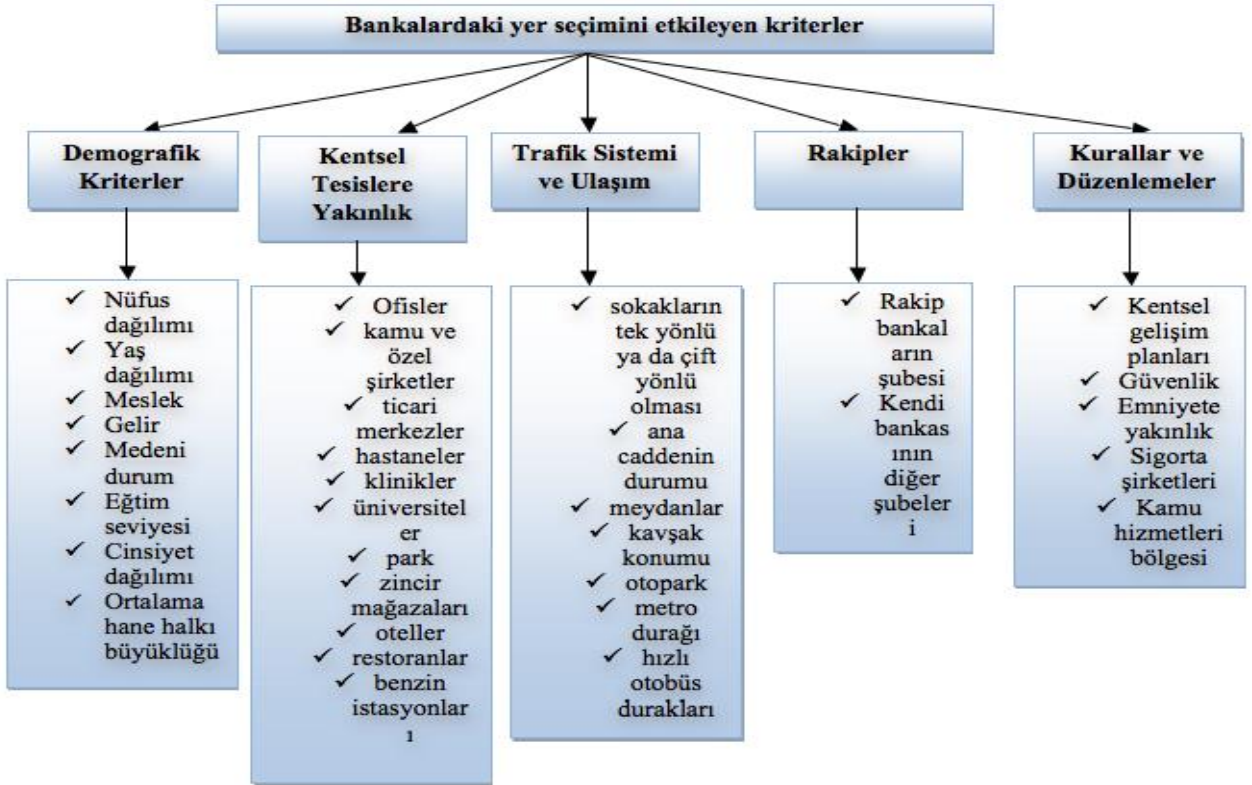 Bankalardaki yer seçimini etkileyen kriterler
Demografik
Kriterler
Kentsel
Tesislere
Yakınlık
Trafik Sistemi
ve Ulaşım
Rakipler
Kurallar ve
Düzenlemeler
✓ Nüfus
dağılımı
✓ Yaş
dağılımı
✓ Meslek
✓ Gelir
✓ Medeni
durum
✓ Eğtim
seviyesi
✓ Cinsiyet
dağılımı
✓ Ortalama
hane halkı
büyüklüğü
✓ Ofisler
✓ kamu ve
özel
şirketler
✓ ticari
merkezler
✓ hastaneler
✓ klinikler
✓ üniversitel
er
✓ park
✓ zincir
mağazaları
✓ oteller
✓ restoranlar
✓ benzin
istasyonlar
ı
✓ sokakların
tek yönlü
ya da çift
yönlü
olması
✓ ana
caddenin
durumu
✓ meydanlar
✓ kavşak
konumu
✓ otopark
✓ metro
durağı
✓ hızlı
otobüs
durakları
✓ Rakip
bankal
arın
şubesi
✓ Kendi
bankas
ının
diğer
şubeler
i
✓ Kentsel
gelişim
planları
✓ Güvenlik
✓ Emniyete
yakınlık
✓ Sigorta
şirketleri
✓ Kamu
hizmetleri
bölgesi